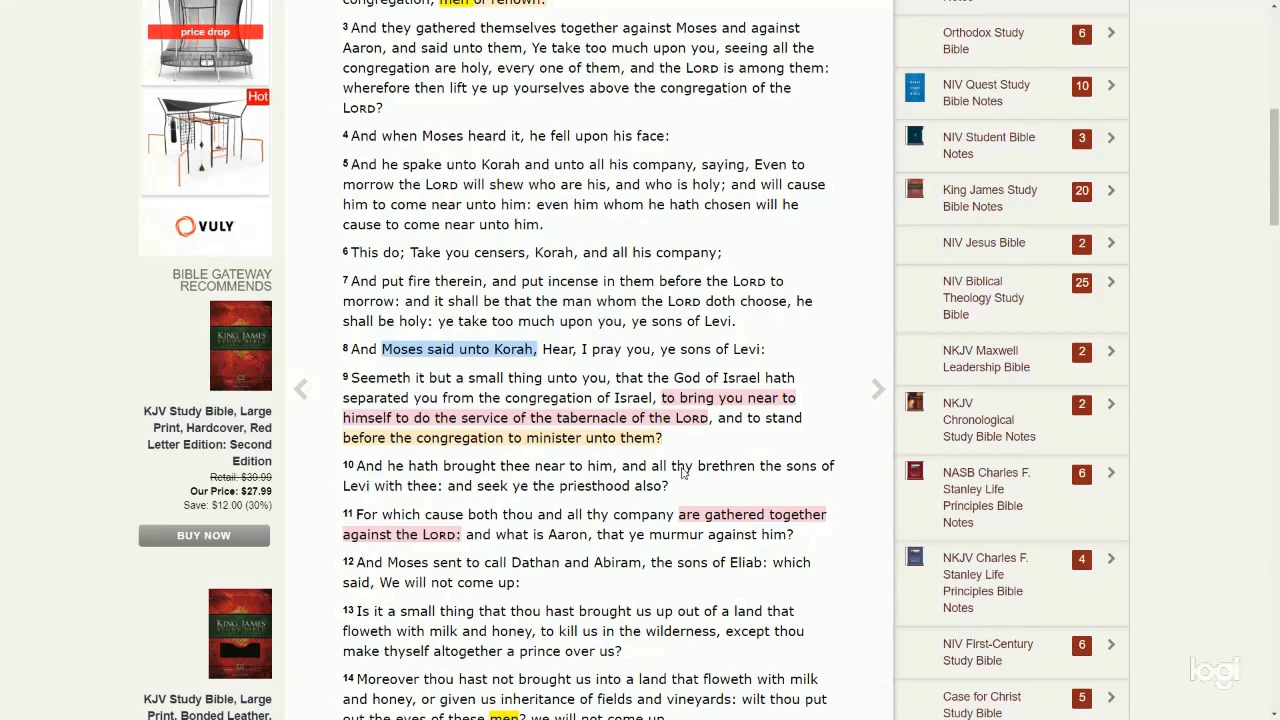 price drop
Hot
VULY
BIBLE GATEWAY
RECOMMENDS
KJV Study Bible, Large
Print, Hardcover, Red
Letter Edition: Second
Edition
Retail: $39.99
Our Price: $27.99
Save: $12.00 (30%)
BUY NOW
KJV Study Bible, Large
Print, Bonded Leather,
congregation, men of renown:
3 And they gathered themselves together against Moses and against
Aaron, and said unto them, Ye take too much upon you, seeing all the
congregation are holy, every one of them, and the LORD is among them:
wherefore then lift ye up yourselves above the congregation of the
LORD?
4 And when Moses heard it, he fell upon his face:
5 And he spake unto Korah and unto all his company, saying, Even to
morrow the LORD will shew who are his, and who is holy; and will cause
him to come near unto him: even him whom he hath chosen will he
cause to come near unto him.
6 This do; Take you censers, Korah, and all his company;
7 And put fire therein, and put incense in them before the LORD to
morrow: and it shall be that the man whom the LORD doth choose, he
shall be holy: ye take too much upon you, ye sons of Levi.
8 And Moses said unto Korah, Hear, I pray you, ye sons of Levi:
9 Seemeth it but a small thing unto you, that the God of Israel hath
separated you from the congregation of Israel, to bring you near to
himself to do the service of the tabernacle of the LORD, and to stand
before the congregation to minister unto them?
10 And he hath brought thee near to him, and all thy brethren the sons of
Levi with thee: and seek ye the priesthood also?
11 For which cause both thou and all thy company are gathered together
against the LORD: and what is Aaron, that ye murmur against him?
12 And Moses sent to call Dathan and Abiram, the sons of Eliab: which
said, We will not come up:
13 Is it a small thing that thou hast brought us up out of a land that
floweth with milk and honey, to kill us in the wilderness, except thou
make thyself altogether a prince over us?
14 Moreover thou hast not brought us into a land that floweth with milk
and honey, or given us inheritance of fields and vineyards: wilt thou put
out the eyes of these men? we will not come up.
Orthodox Study
Bible
6
NIV Quest Study
Bible Notes
10
NIV Student Bible
Notes
3
King James Study
Bible Notes
20
NIV Jesus Bible
2
NIV Biblical
Theology Study
Bible
25
NKJV Maxwell
Leadership Bible
2
NKJV
Chronological
Study Bible Notes
2
NASB Charles F.
Stanley Life
Principles Bible
Notes
6
NKJV Charles F.
Stanley Life
Principles Bible
Notes
4
NIV First-Century
Study Bible
6
Case for Christ
Study Bible
5
logi